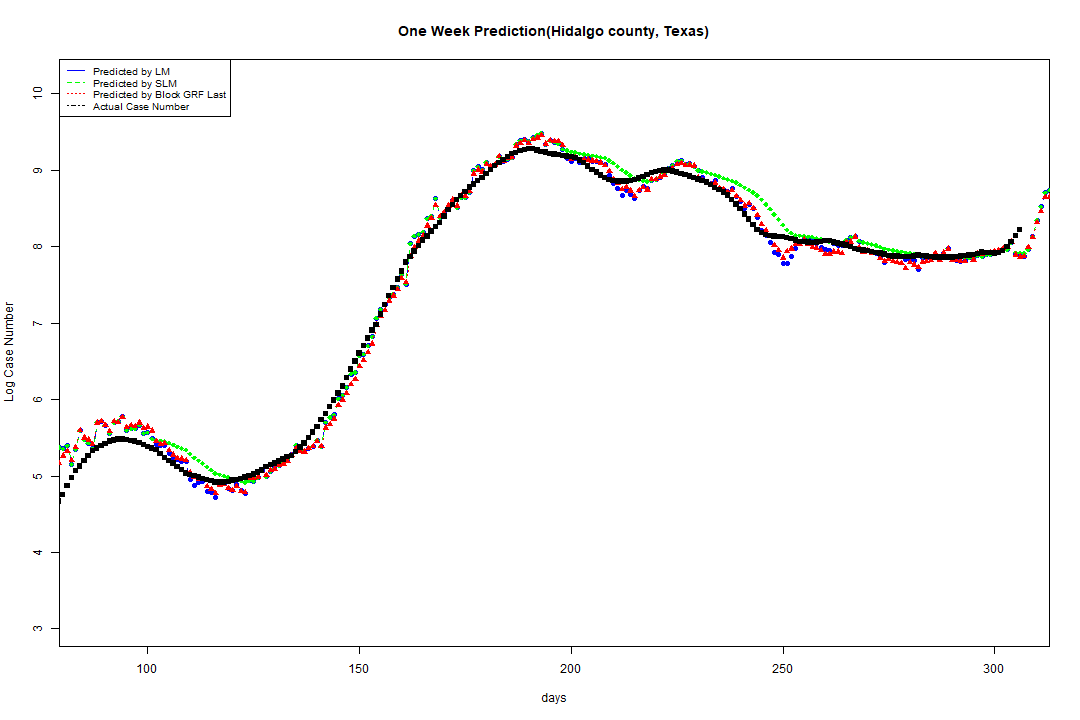 One Week Prediction(Hidalgo county, Texas)
Predicted by LM
Predicted by SLM
Predicted by Block GRF Last
Actual Case Number
10
9
8
7
6
5
4
3
Log Case Number
100 150 200 250 300
days